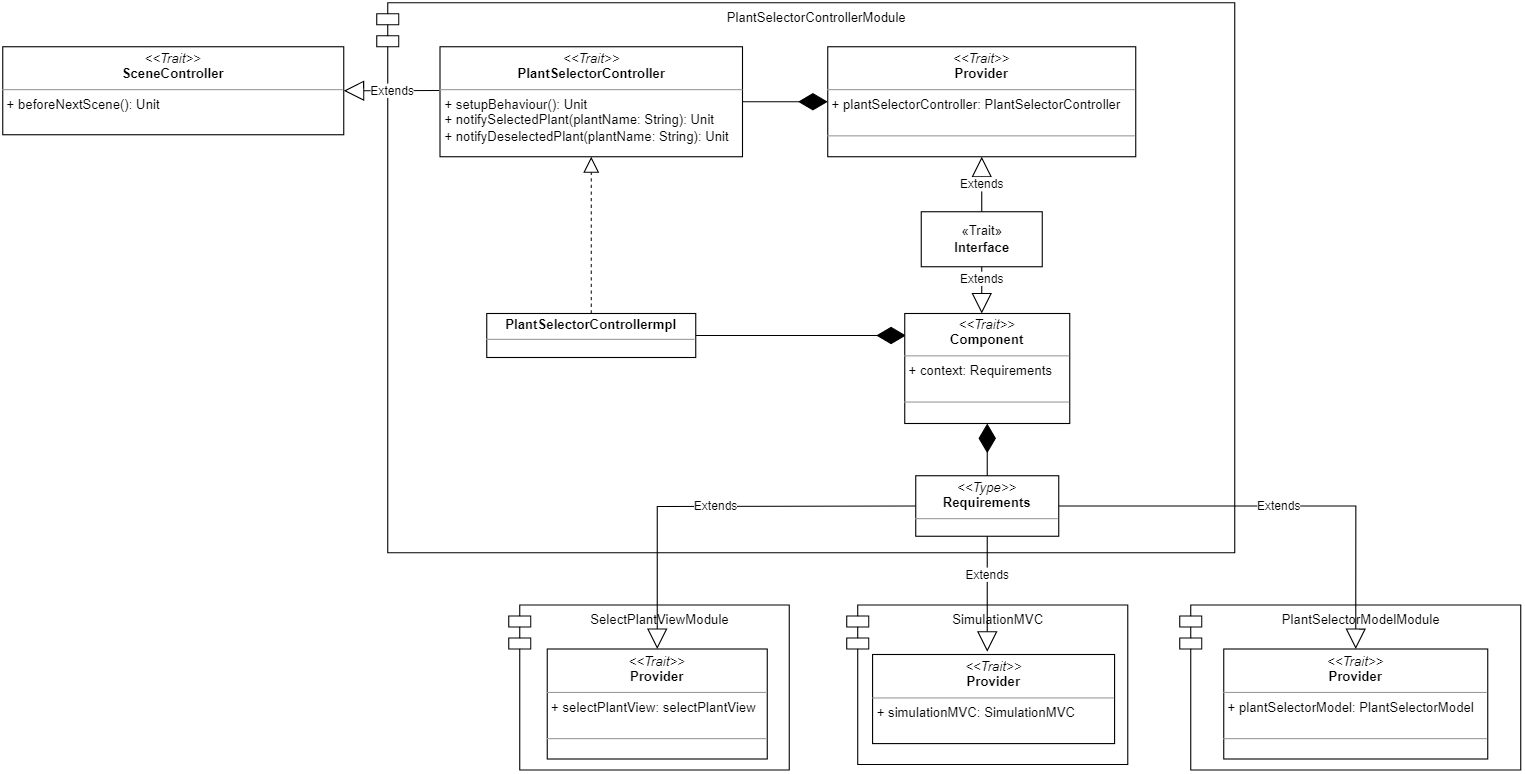 PlantSelectorControllerModule
<<Trait>>
SceneController
+ beforeNextScene(): Unit
Extends
<<Trait>>
PlantSelectorController
+ setupBehaviour(): Unit
+ notifySelectedPlant(plantName: String): Unit
+ notifyDeselectedPlant(plantName: String): Unit
<<Trait>>
Provider
+ plantSelectorController: PlantSelectorController
Extends
«Trait»
Interface
Extends
PlantSelectorControllermpl
<<Trait>>
Component
+ context: Requirements
<<Type>>
Requirements
Extends
Extends
Extends
SelectPlantViewModule
<<Trait>>
Provider
+ selectPlantView: selectPlantView
SimulationMVC
<<Trait>>
Provider
+ simulationMVC: SimulationMVC
PlantSelectorModelModule
<<Trait>>
Provider
+ plantSelectorModel: PlantSelectorModel